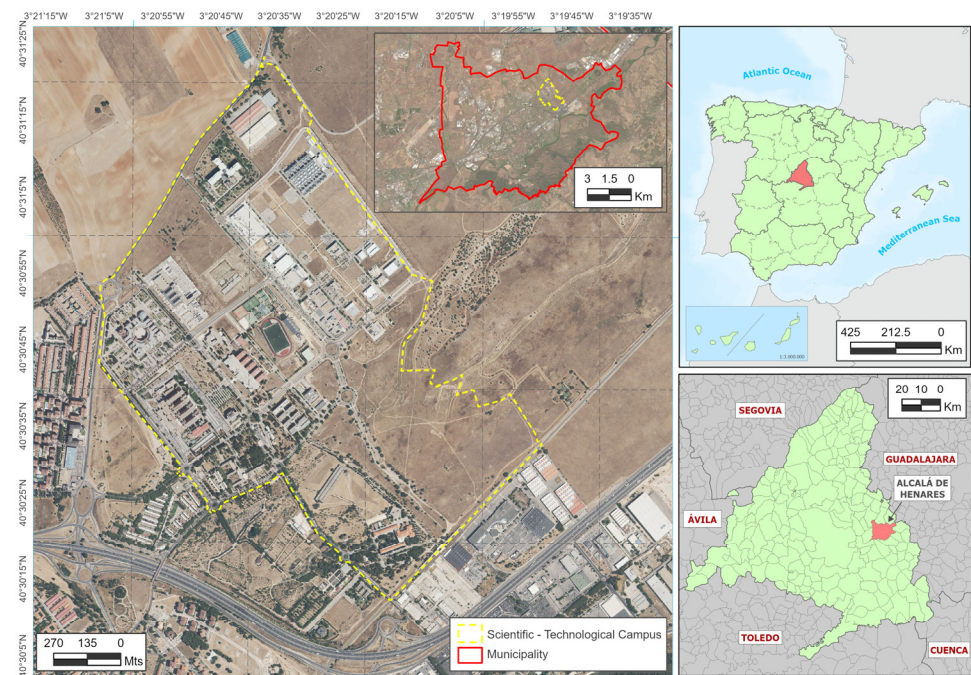 3°21'15"W 3°21'5"W 3°20'55"W 3°20'45"W 3°20'35"W 3°20'25"W 3°20'15"W 3°20'5"W 3°19'55"W 3°19'45"W 3°19'35"W
40°31'25"N
40°31'15"N
40°31'5"N
40°30'55"N
40°30'45"N
40°30'35"N
40°30'25"N
40°30'15"N
40°30'5"N
3 1.5 0
Km
270 135 0
Mts
Scientific - Technological Campus
Municipality
Atlantic Ocean
Mediterranean Sea
1:3.000.000
425 212.5 0
Km
20 10 0
Km
SEGOVIA
GUADALAJARA
ALCALÁ DE
HENARES
ÁVILA
TOLEDO
CUENCA